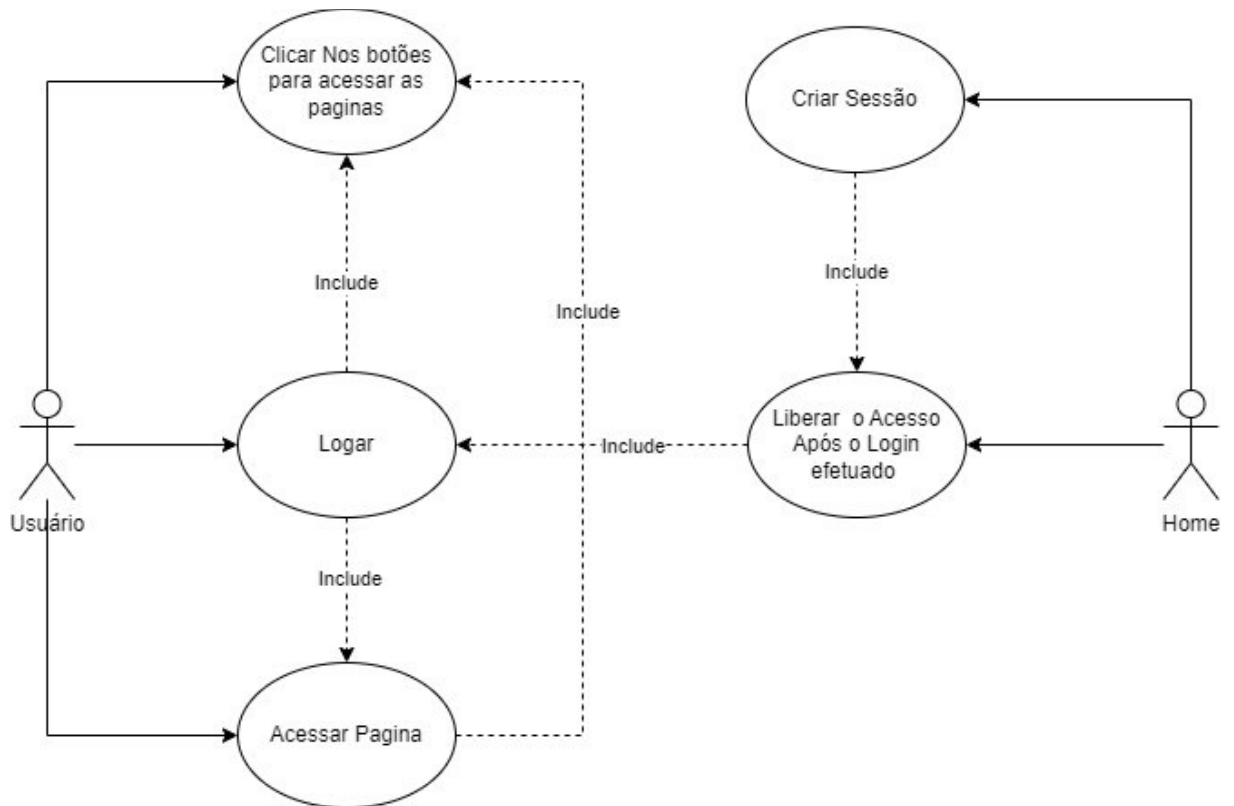 Clicar Nos botões
para acessar as
paginas
Criar Sessão
Include
Include
Include
Logar
Include
Liberar o Acesso
Após o Login
efetuado
Usuário
Home
Include
Acessar Pagina